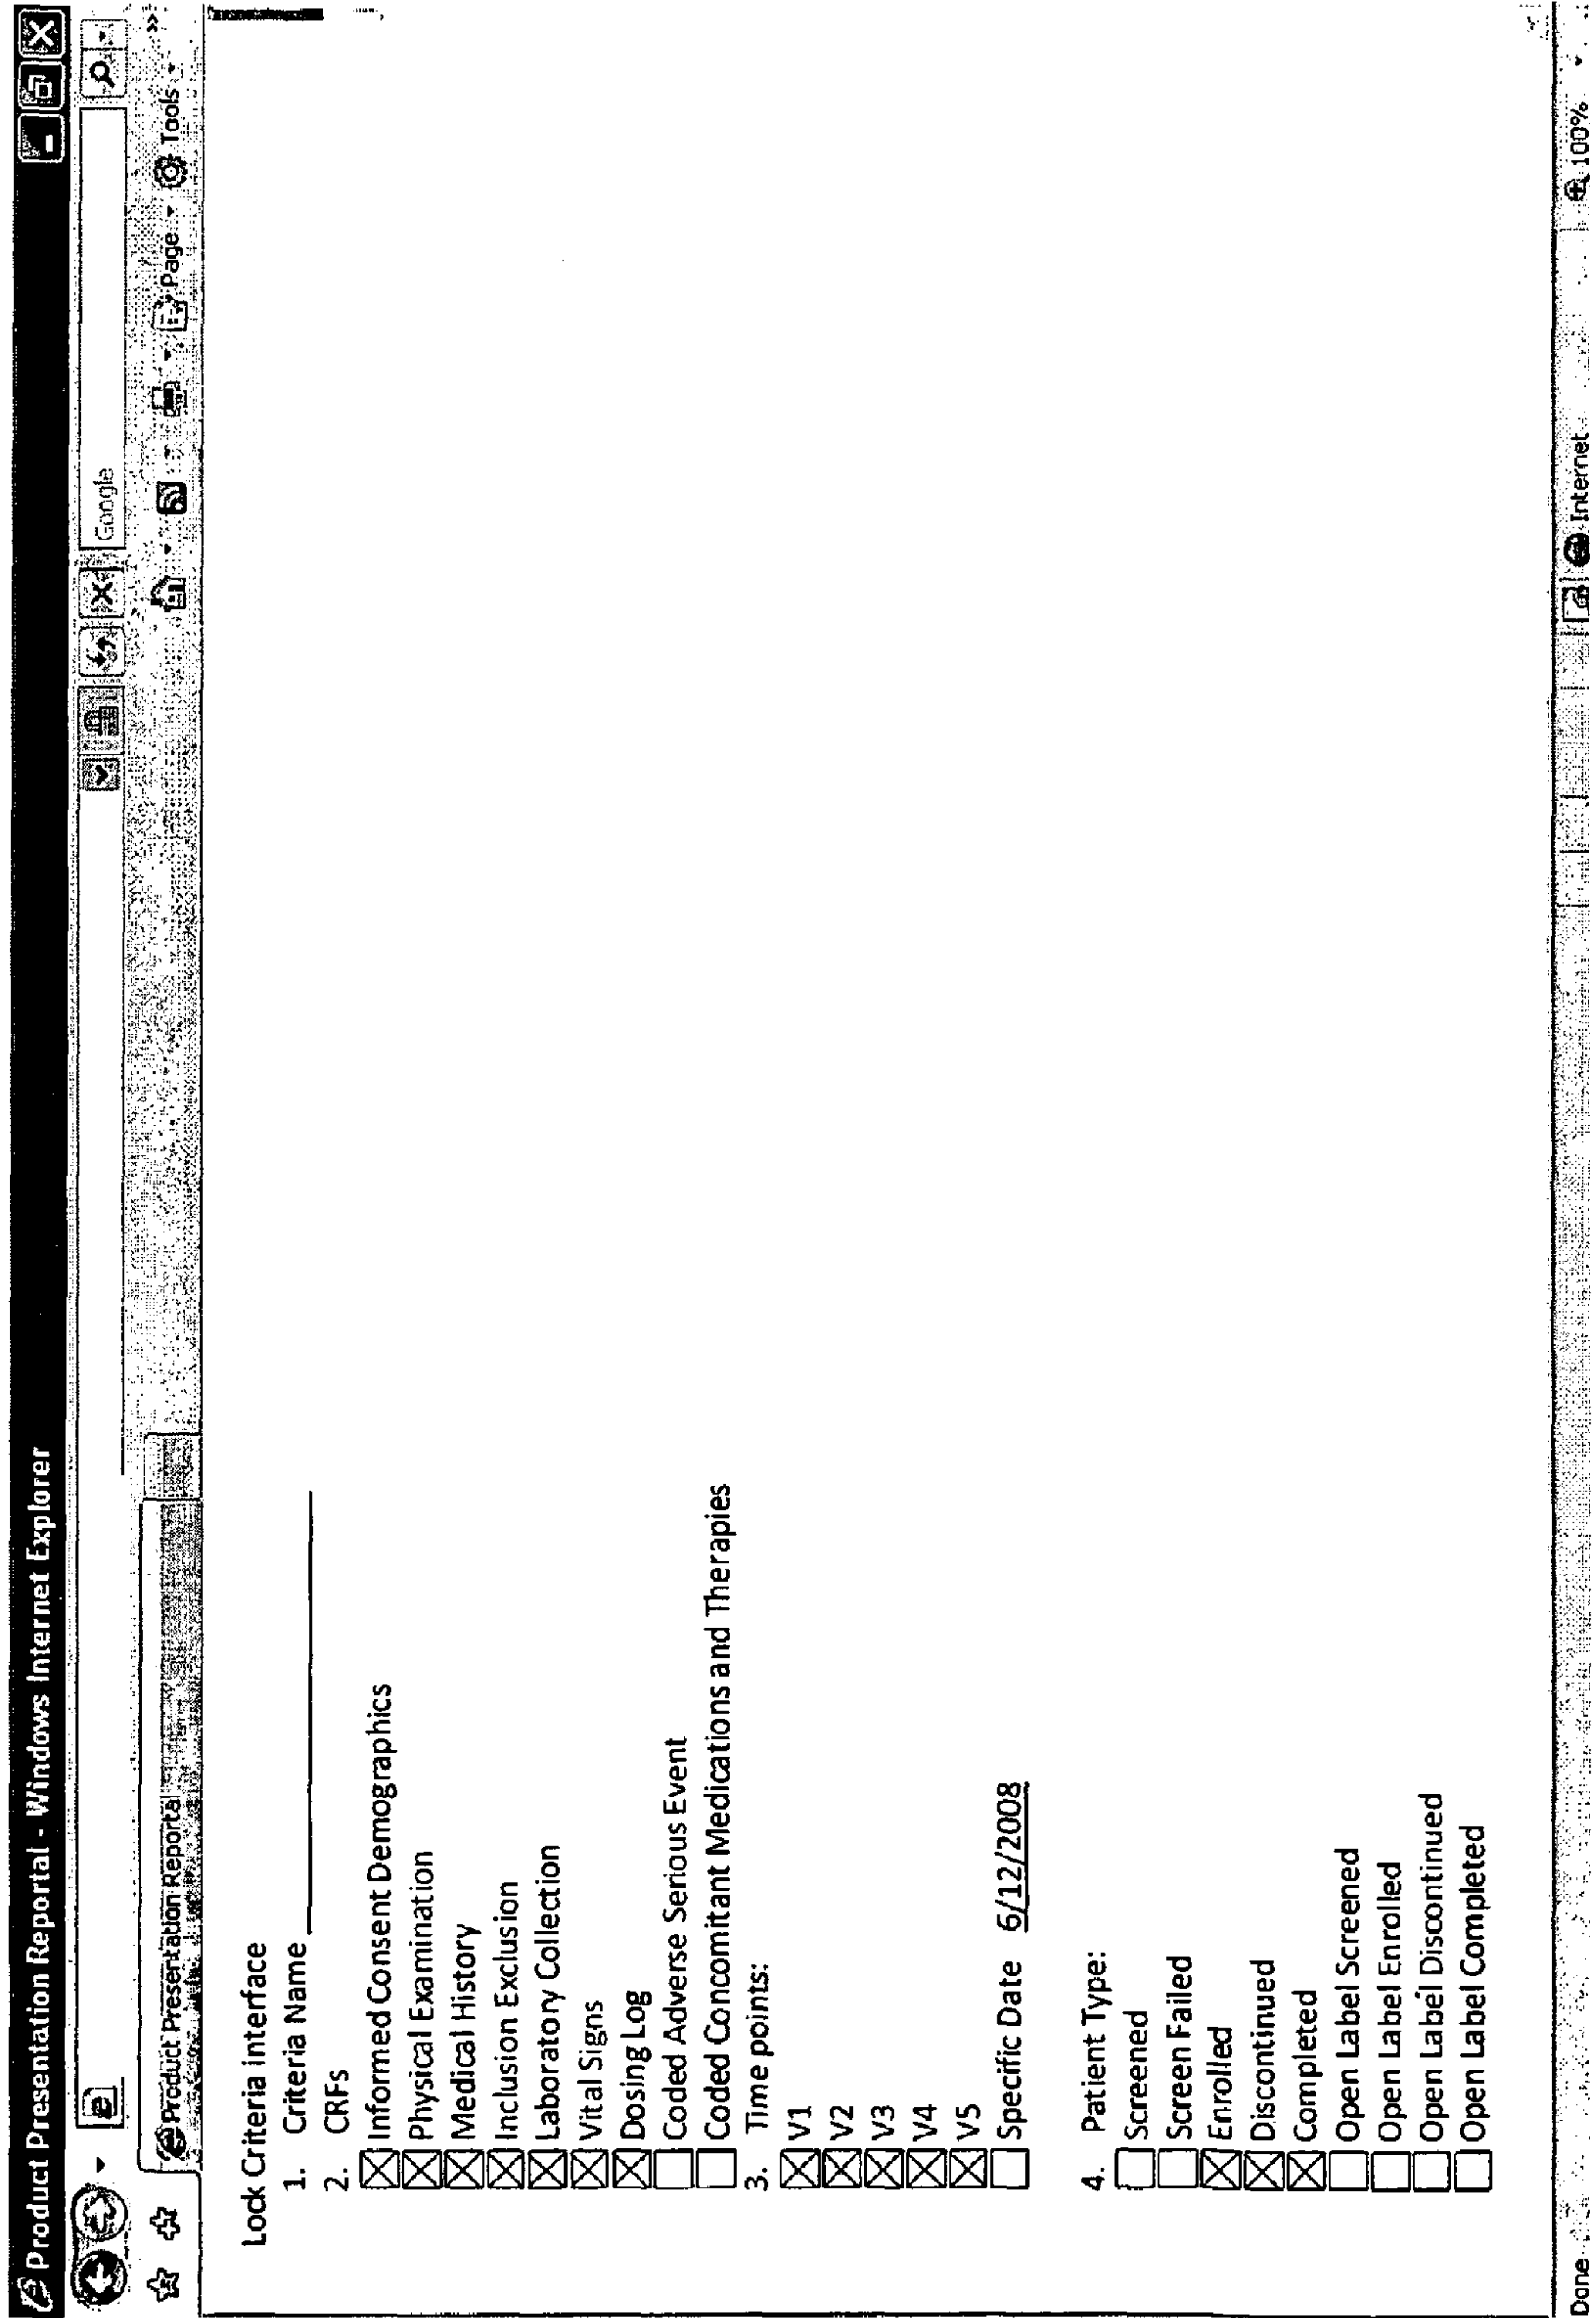 Product Presentation Reportal - Windows Internet Explorer
Google
Product Presentation Reportal
Page
Tools
Lock Criteria interface
1. Criteria Name
2. CRFs
Informed Consent Demographics
Physical Examination
Medical History
Inclusion Exclusion
Laboratory Collection
Vital Signs
Dosing Log
Coded Adverse Serious Event
Coded Concomitant Medications and Therapies
3. Time points:
V1
V2
V3
V4
V5
Specific Date 6/12/2008
4. Patient Type:
Screened
Screen Failed
Enrolled
Discontinued
Completed
Open Label Screened
Open Label Enrolled
Open Label Discontinued
Open Label Completed
Done
Internet
100%